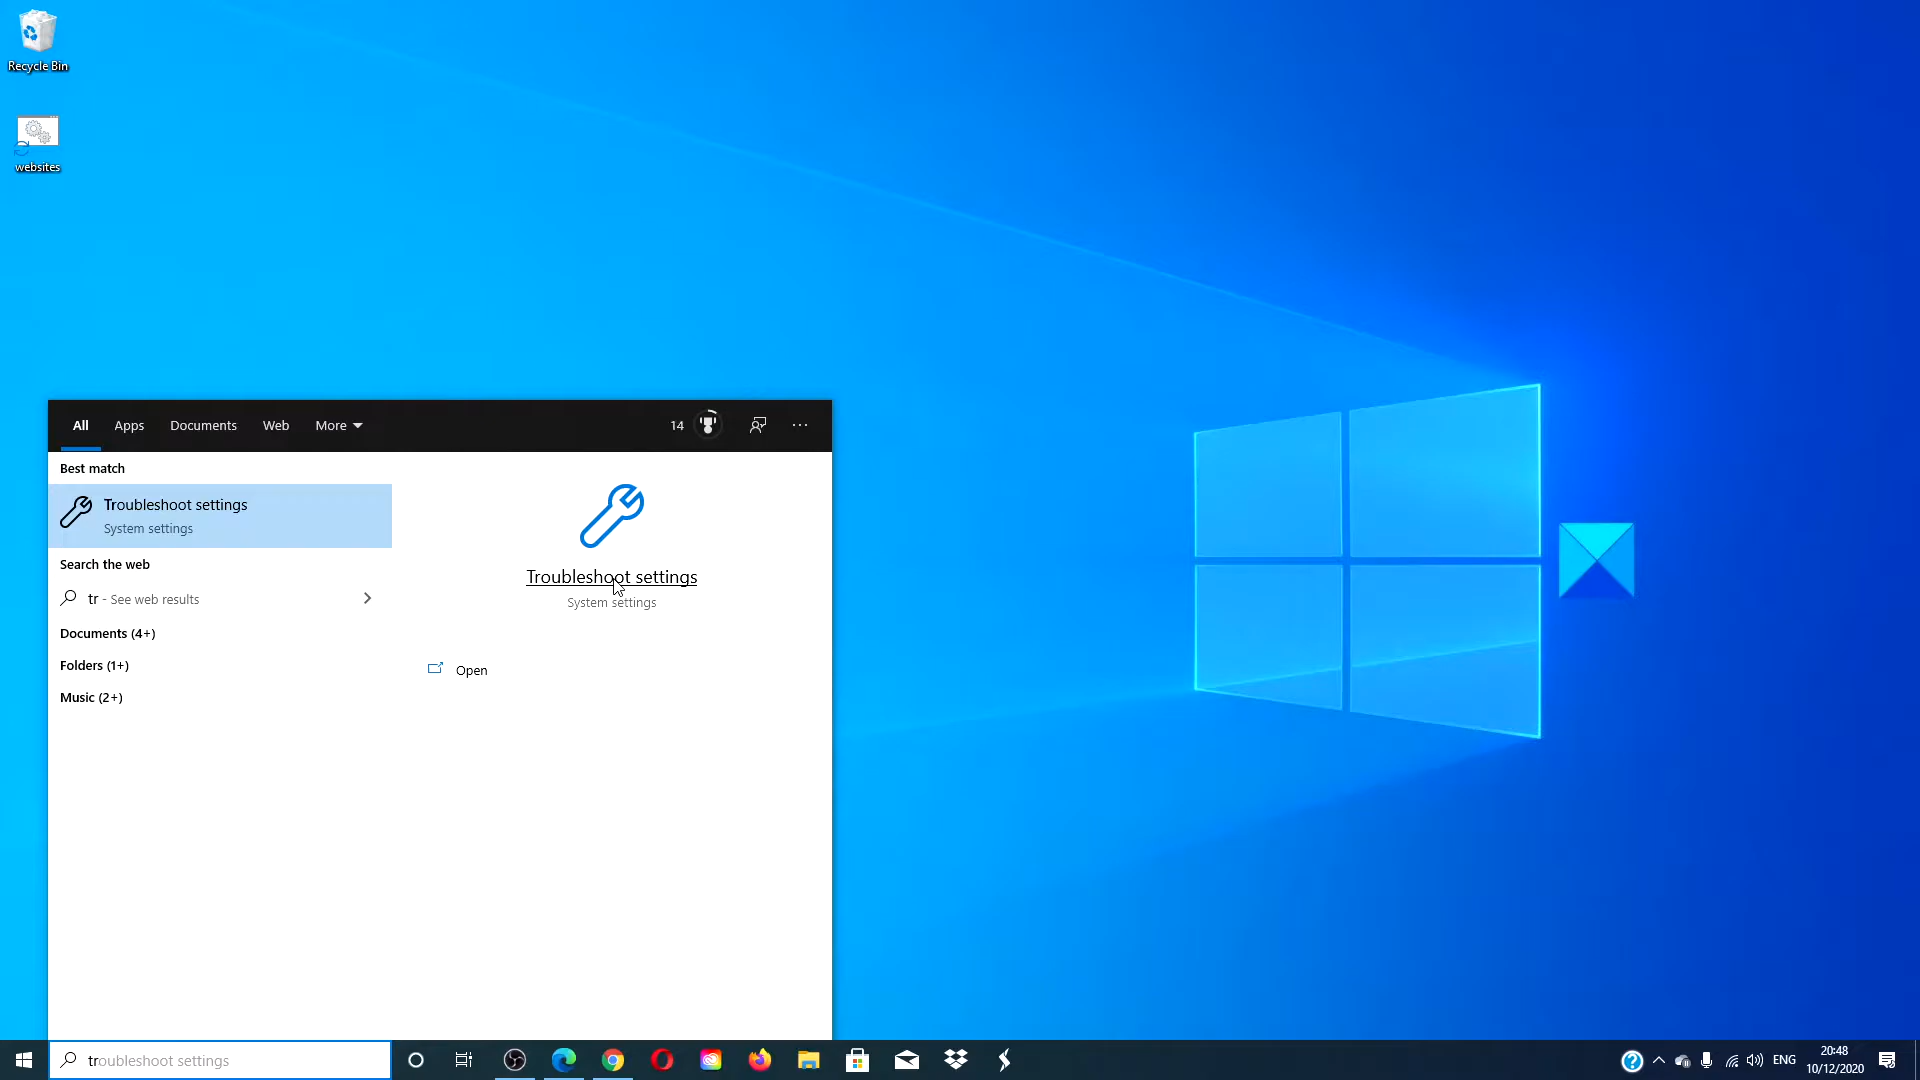 Recycle Bin
websites
All
Apps
Documents
Web
More
14
Best match
Troubleshoot settings
System settings
Search the web
tr - See web results
Documents (4+)
Folders (1+)
Music (2+)
Troubleshoot settings
System settings
Open
troubleshoot settings
ENG
20:48
10/12/2020